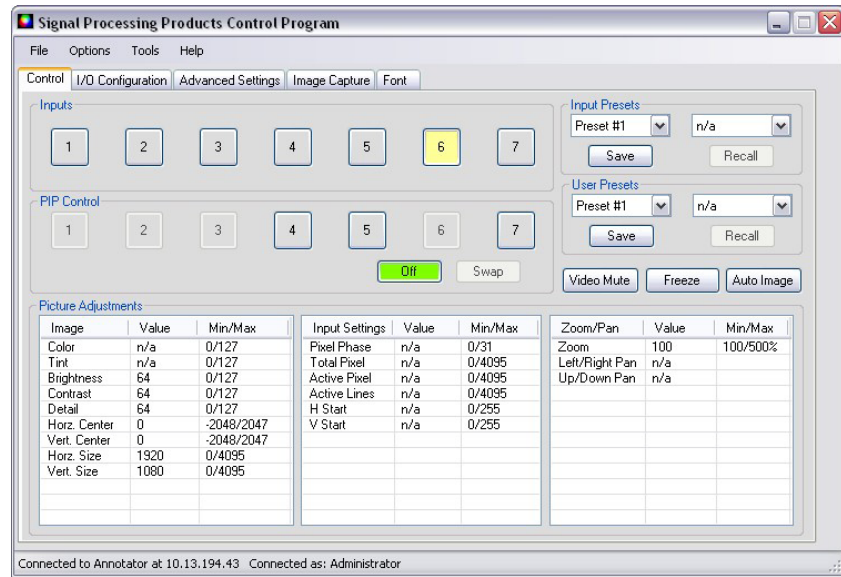 Signal Processing Products Control Program
File Options Tools Help
Control I/O Configuration Advanced Settings Image Capture Font
Inputs
1 2 3 4 5 6 7
PIP Control
1 2 3 4 5 6 7
Off Swap
Input Presets
Preset #1 n/a
Save Recall
User Presets
Preset #1 n/a
Save Recall
Video Mute Freeze Auto Image
Picture Adjustments
Image Value Min/Max
Color n/a 0/127
Tint n/a 0/127
Brightness 64 0/127
Contrast 64 0/127
Detail 64 0/127
Horz. Center 0 -2048/2047
Vert. Center 0 -2048/2047
Horz. Size 1920 0/4095
Vert. Size 1080 0/4095
Input Settings Value Min/Max
Pixel Phase n/a 0/31
Total Pixel n/a 0/4095
Active Pixel n/a 0/4095
Active Lines n/a 0/4095
H Start n/a 0/255
V Start n/a 0/255
Zoom/Pan Value Min/Max
Zoom 100 100/500%
Left/Right Pan n/a
Up/Down Pan n/a
Connected to Annotator at 10.13.194.43 Connected as: Administrator